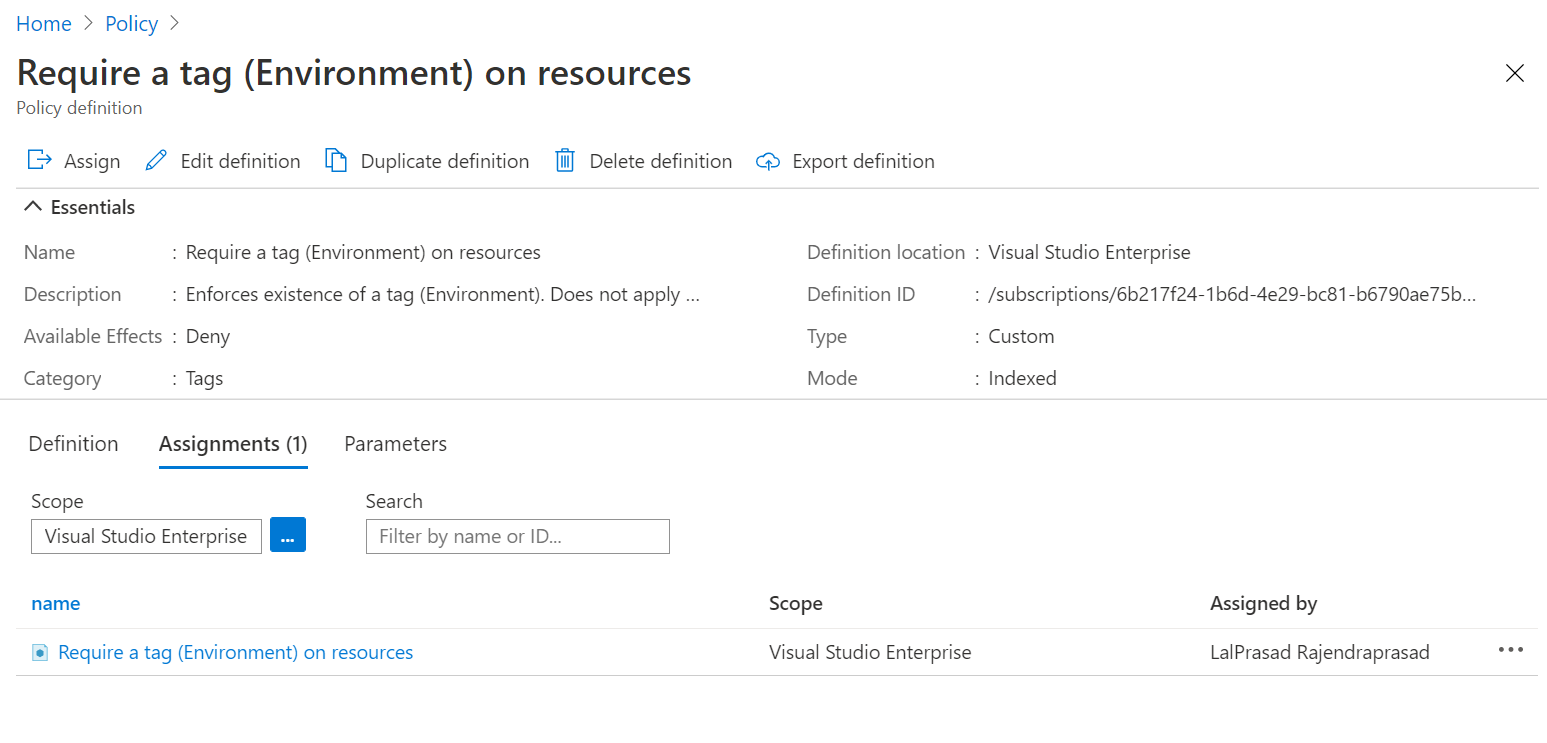 Home > Policy >
Require a tag (Environment) on resources
Policy definition
Assign Edit definition Duplicate definition Delete definition Export definition
Essentials
Name : Require a tag (Environment) on resources Definition location : Visual Studio Enterprise
Description : Enforces existence of a tag (Environment). Does not apply ... Definition ID : /subscriptions/6b217f24-1b6d-4e29-bc81-b6790ae75b...
Available Effects : Deny Type : Custom
Category : Tags Mode : Indexed
Definition Assignments (1) Parameters
Scope Search
Visual Studio Enterprise ... Filter by name or ID...
name Scope Assigned by
Require a tag (Environment) on resources Visual Studio Enterprise LalPrasad Rajendraprasad ...